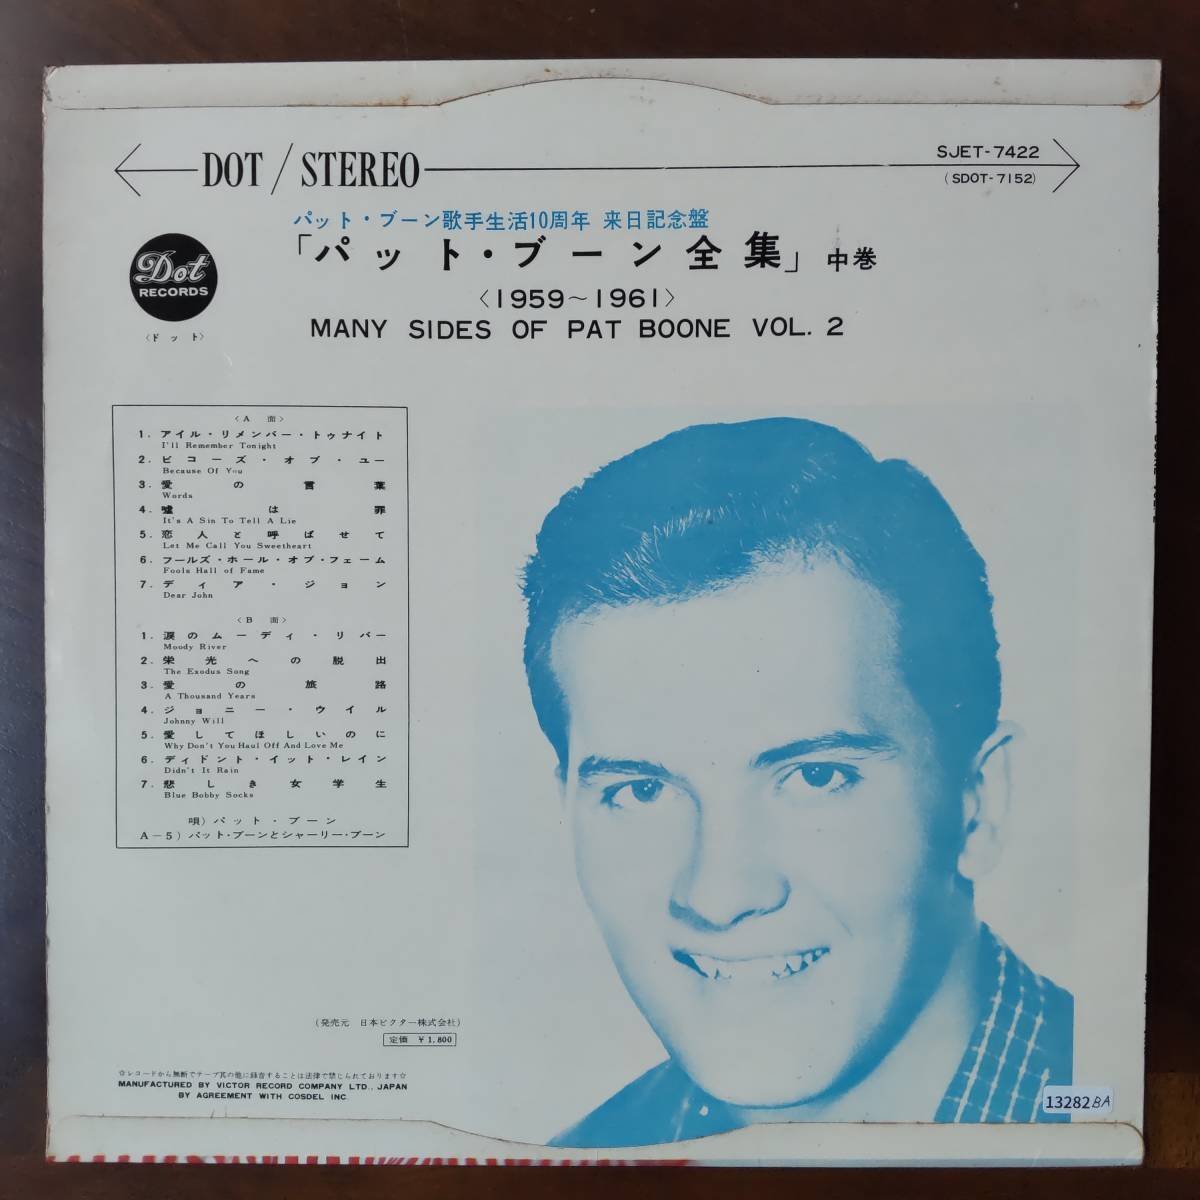 DOT / STEREO
SJET-7422
(SDOT-7152)
パット・ブーン歌手生活10周年 来日記念盤
「パット・ブーン全集」中巻
〈1959~1961〉
MANY SIDES OF PAT BOONE VOL. 2
Dot
RECORDS
〈ドット〉
〈A 面〉
1. アイル・リメンバー・トゥナイト
I'll Remember Tonight
2. ビコーズ・オブ・ユー
Because Of You
3. 愛の言葉
Words
4. 嘘は罪
It's A Sin To Tell A Lie
5. 恋人と呼ばせて
Let Me Call You Sweetheart
6. フールズ・ホール・オブ・フェーム
Fools Hall of Fame
7. ディア・ジョン
Dear John
〈B 面〉
1. 涙のムーディ・リバー
Moody River
2. 栄光への脱出
The Exodus Song
3. 愛の旅路
A Thousand Years
4. ジョニー・ウイル
Johnny Will
5. 愛してほしいのに
Why Don't You Haul Off And Love Me
6. ディドント・イット・レイン
Didn't It Rain
7. 悲しき女学生
Blue Bobby Socks
唄) パット・ブーン
A-5) パット・ブーンとシャーリー・ブーン
(発売元 日本ビクター株式会社)
定価 ¥1,800
☆レコードから無断でテープ其の他に録音することは法律で禁じられております☆
MANUFACTURED BY VICTOR RECORD COMPANY LTD., JAPAN
BY AGREEMENT WITH COSDEL INC.
13282BA